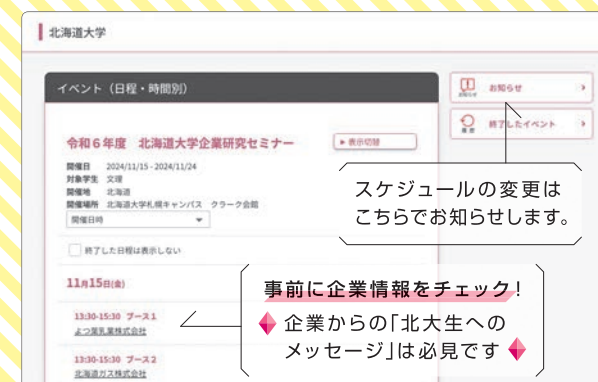 北海道大学
イベント（日程・時間別）
お知らせ
お知らせ
終了したイベント
履歴
令和６年度　北海道大学企業研究セミナー
▶ 表示切替
開催日　2024/11/15 - 2024/11/24
対象学生　文理
開催地　北海道
開催場所　北海道大学札幌キャンパス　クラーク会館
開催日時
スケジュールの変更は
こちらでお知らせします。
終了した日程は表示しない
11月15日(金)
事前に企業情報をチェック！
企業からの「北大生への
メッセージ」は必見です
13:30-15:30 ブース１
よつ葉乳業株式会社
13:30-15:30 ブース２
北海道ガス株式会社